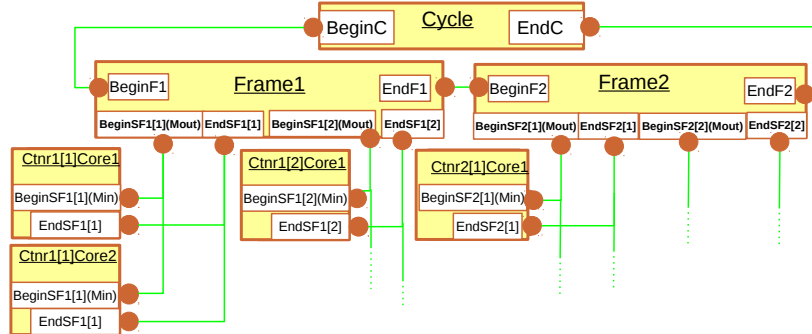 Cycle
BeginC
EndC
Frame1
BeginF1
EndF1
BeginSF1[1](Mout)
EndSF1[1]
BeginSF1[2](Mout)
EndSF1[2]
Frame2
BeginF2
EndF2
BeginSF2[1](Mout)
EndSF2[1]
BeginSF2[2](Mout)
EndSF2[2]
Ctnr1[1]Core1
BeginSF1[1](Min)
EndSF1[1]
Ctnr1[2]Core1
BeginSF1[2](Min)
EndSF1[2]
Ctnr2[1]Core1
BeginSF2[1](Min)
EndSF2[1]
Ctnr1[1]Core2
BeginSF1[1](Min)
EndSF1[1]